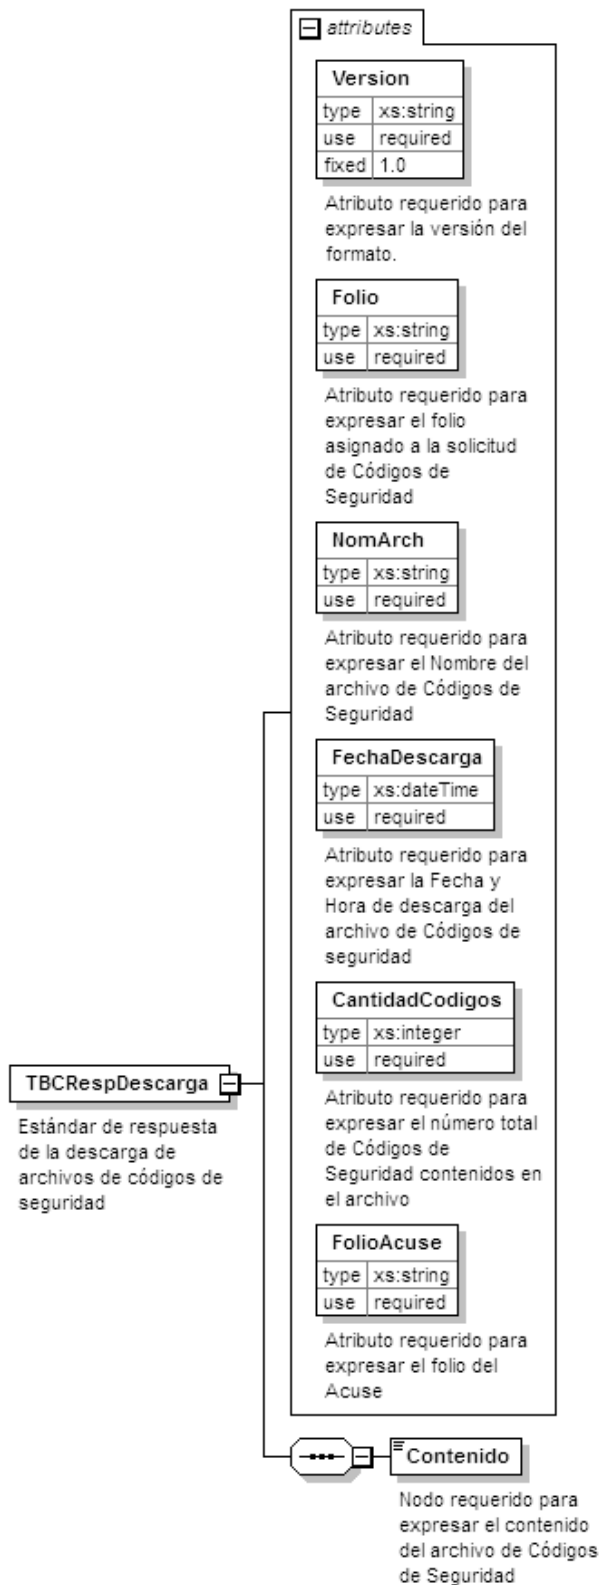 attributes
Version
type xs:string
use required
fixed 1.0
Atributo requerido para
expresar la versión del
formato.
Folio
type xs:string
use required
Atributo requerido para
expresar el folio
asignado a la solicitud
de Códigos de
Seguridad
NomArch
type xs:string
use required
Atributo requerido para
expresar el Nombre del
archivo de Códigos de
Seguridad
FechaDescarga
type xs:dateTime
use required
Atributo requerido para
expresar la Fecha y
Hora de descarga del
archivo de Códigos de
seguridad
CantidadCodigos
type xs:integer
use required
Atributo requerido para
expresar el número total
de Códigos de
Seguridad contenidos en
el archivo
FolioAcuse
type xs:string
use required
Atributo requerido para
expresar el folio del
Acuse
TBCRespDescarga
Estándar de respuesta
de la descarga de
archivos de códigos de
seguridad
Contenido
Nodo requerido para
expresar el contenido
del archivo de Códigos
de Seguridad